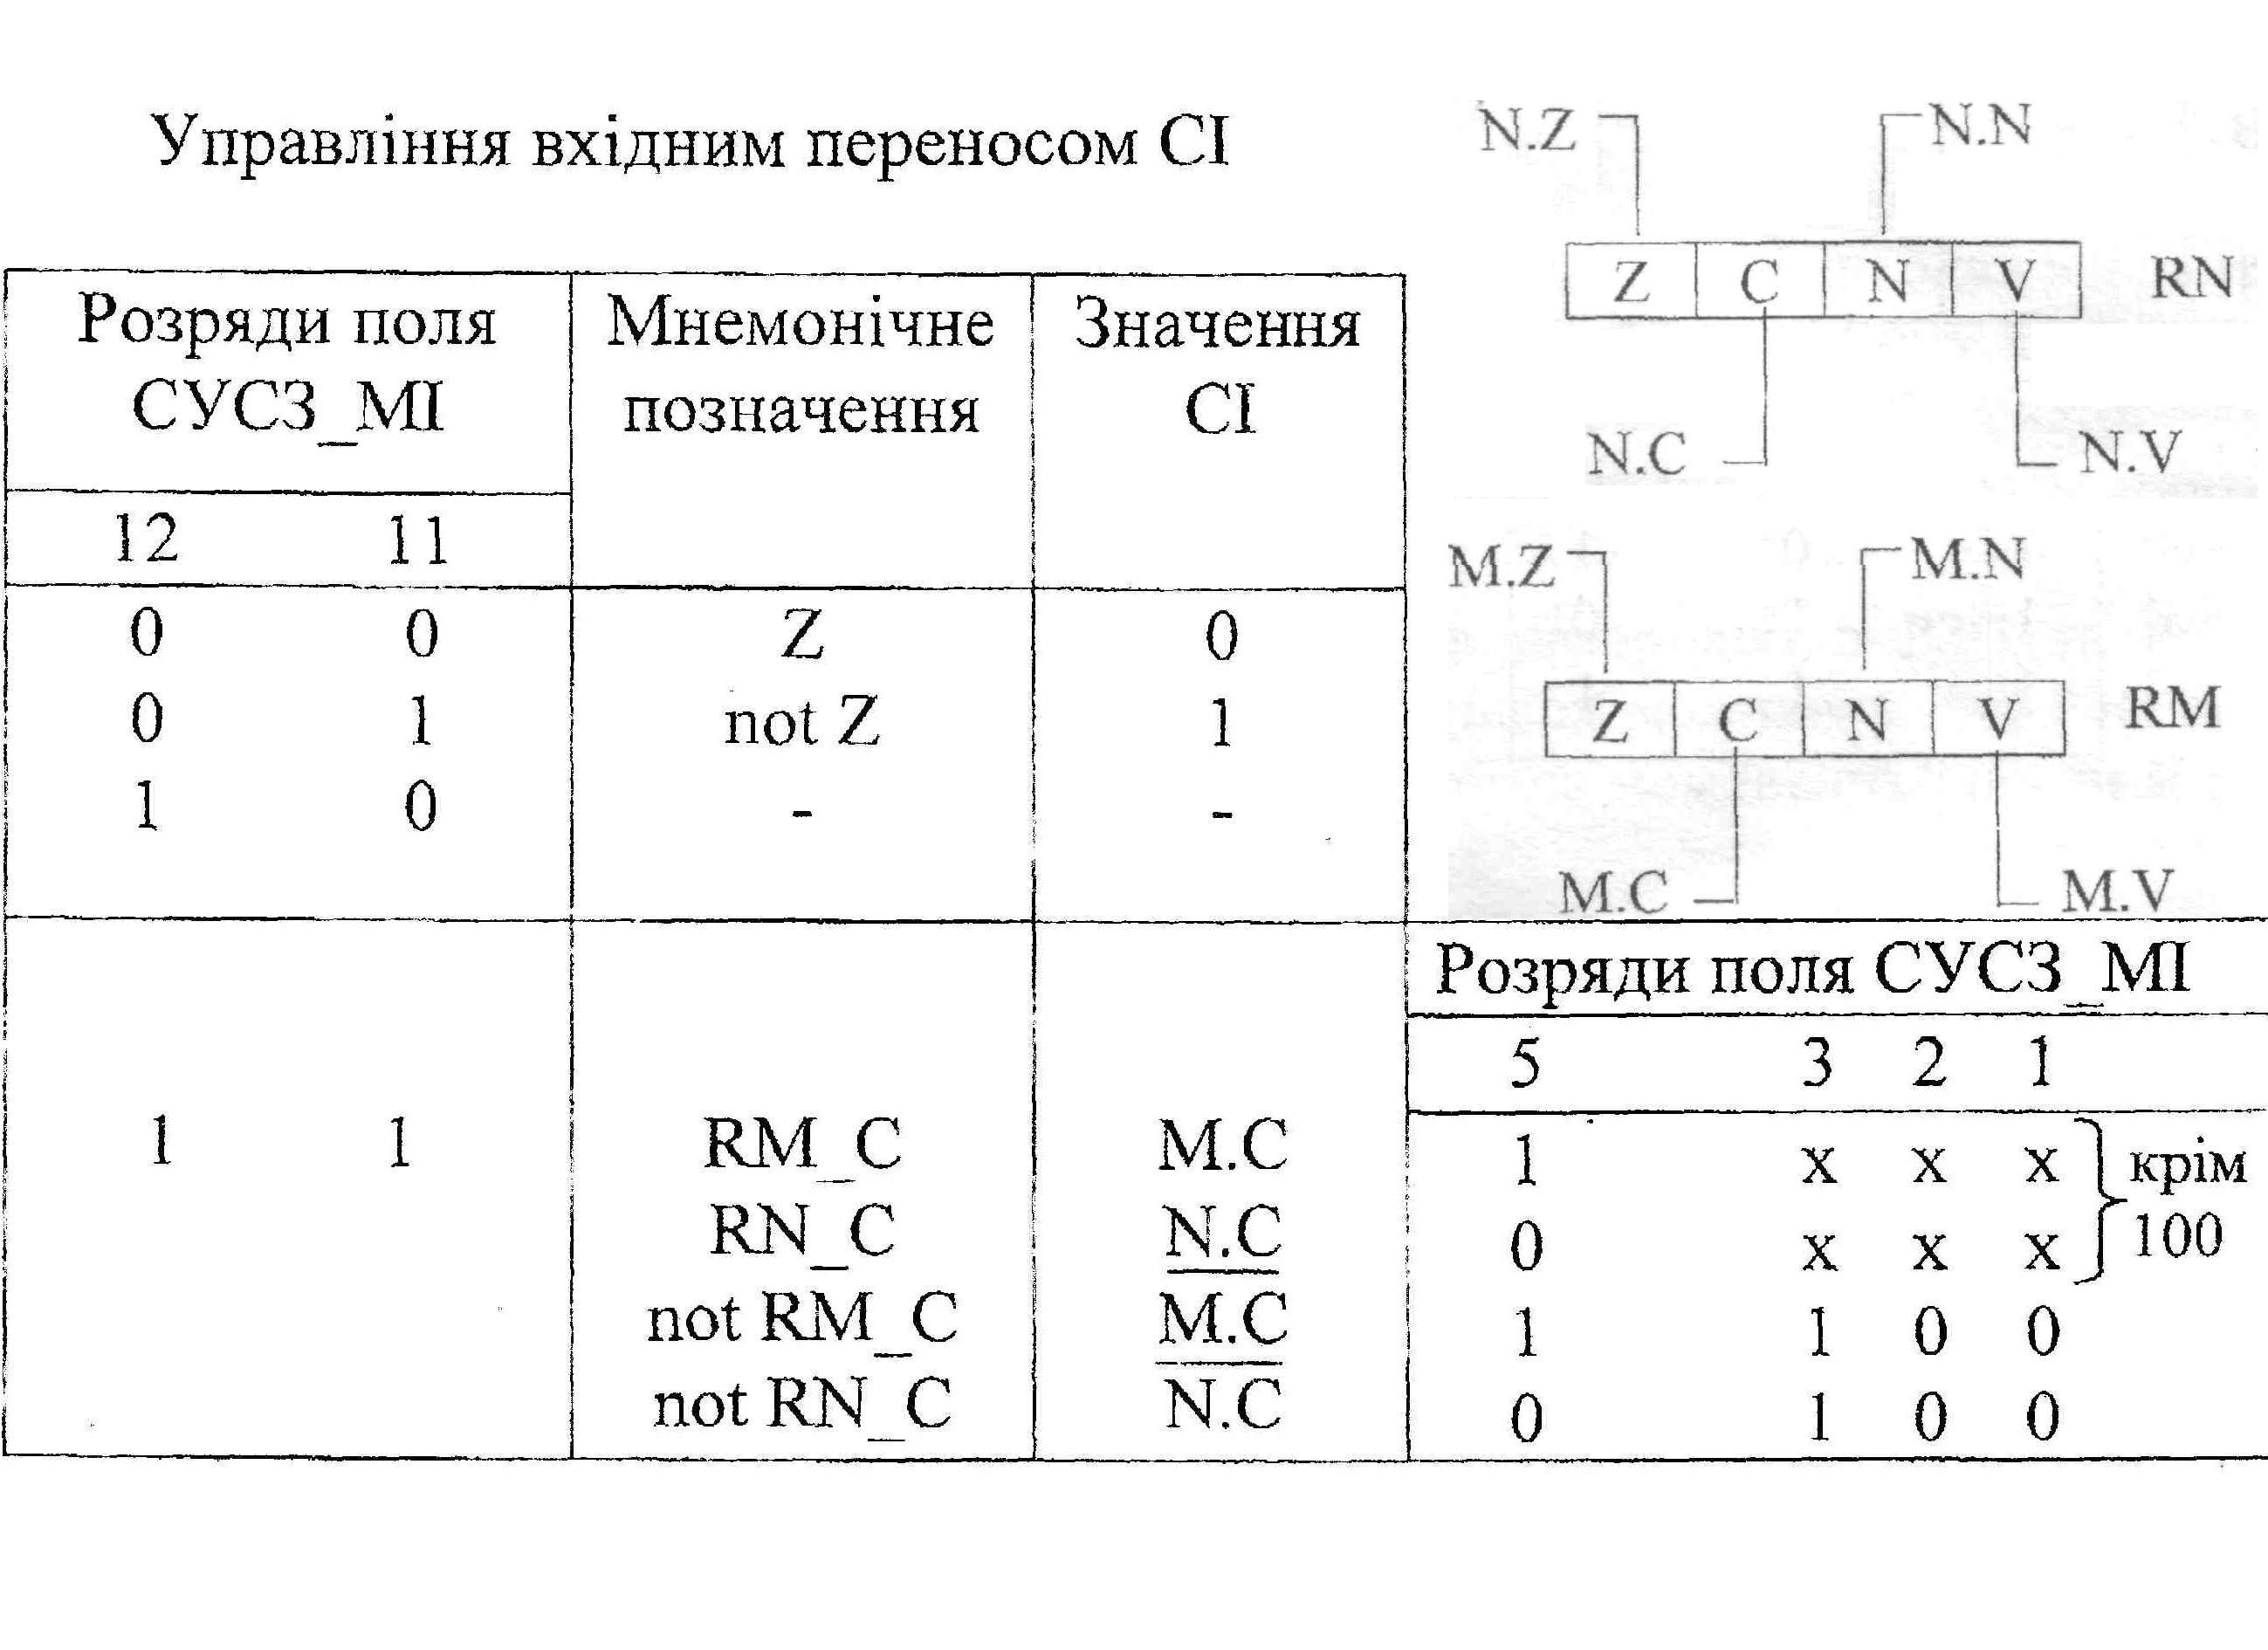 Управління вхідним переносом CI
N.Z N.N
Z C N V RN
N.C N.V
M.Z M.N
Z C N V RM
M.C M.V
Розряди поля Мнемонічне Значення
СУСЗ_МІ позначення CI
12 11
0 0 Z 0
0 1 not Z 1
1 0 - -
Розряди поля СУСЗ_МІ
5 3 2 1
1 1 RM_C M.C 1 x x x крім
RN_C N.C 0 x x x 100
not RM_C M.C 1 1 0 0
not RN_C N.C 0 1 0 0